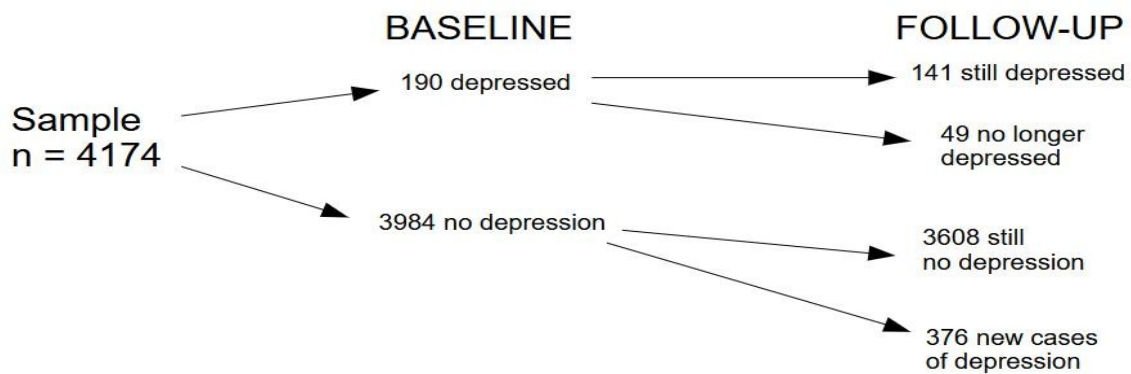 BASELINE
FOLLOW-UP
190 depressed
141 still depressed
Sample
n = 4174
49 no longer
depressed
3984 no depression
3608 still
no depression
376 new cases
of depression